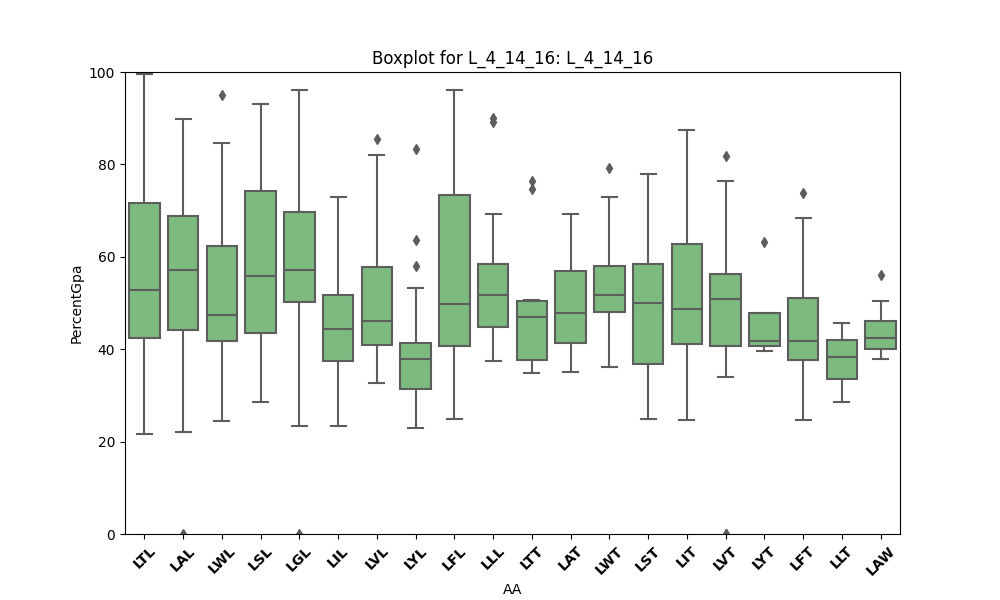 Boxplot for L_4_14_16: L_4_14_16
100
80
60
40
20
0
PercentGpa
LTL LAL LWL LSL LGL LIL LVL LYL LFL LLL LTT LAT LWT LST LIT LVT LYT LFT LLT LAW
AA